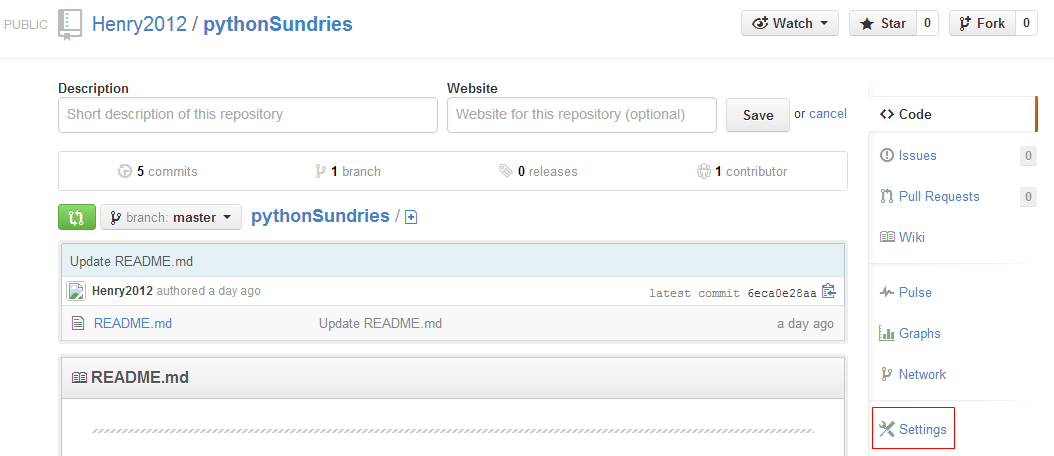 PUBLIC Henry2012 / pythonSundries Watch Star 0 Fork 0
Description Website
Short description of this repository Website for this repository (optional) Save or cancel
5 commits 1 branch 0 releases 1 contributor
branch: master pythonSundries /
Update README.md
Henry2012 authored a day ago latest commit 6eca0e28aa
README.md Update README.md a day ago
README.md
Code
Issues 0
Pull Requests 0
Wiki
Pulse
Graphs
Network
Settings